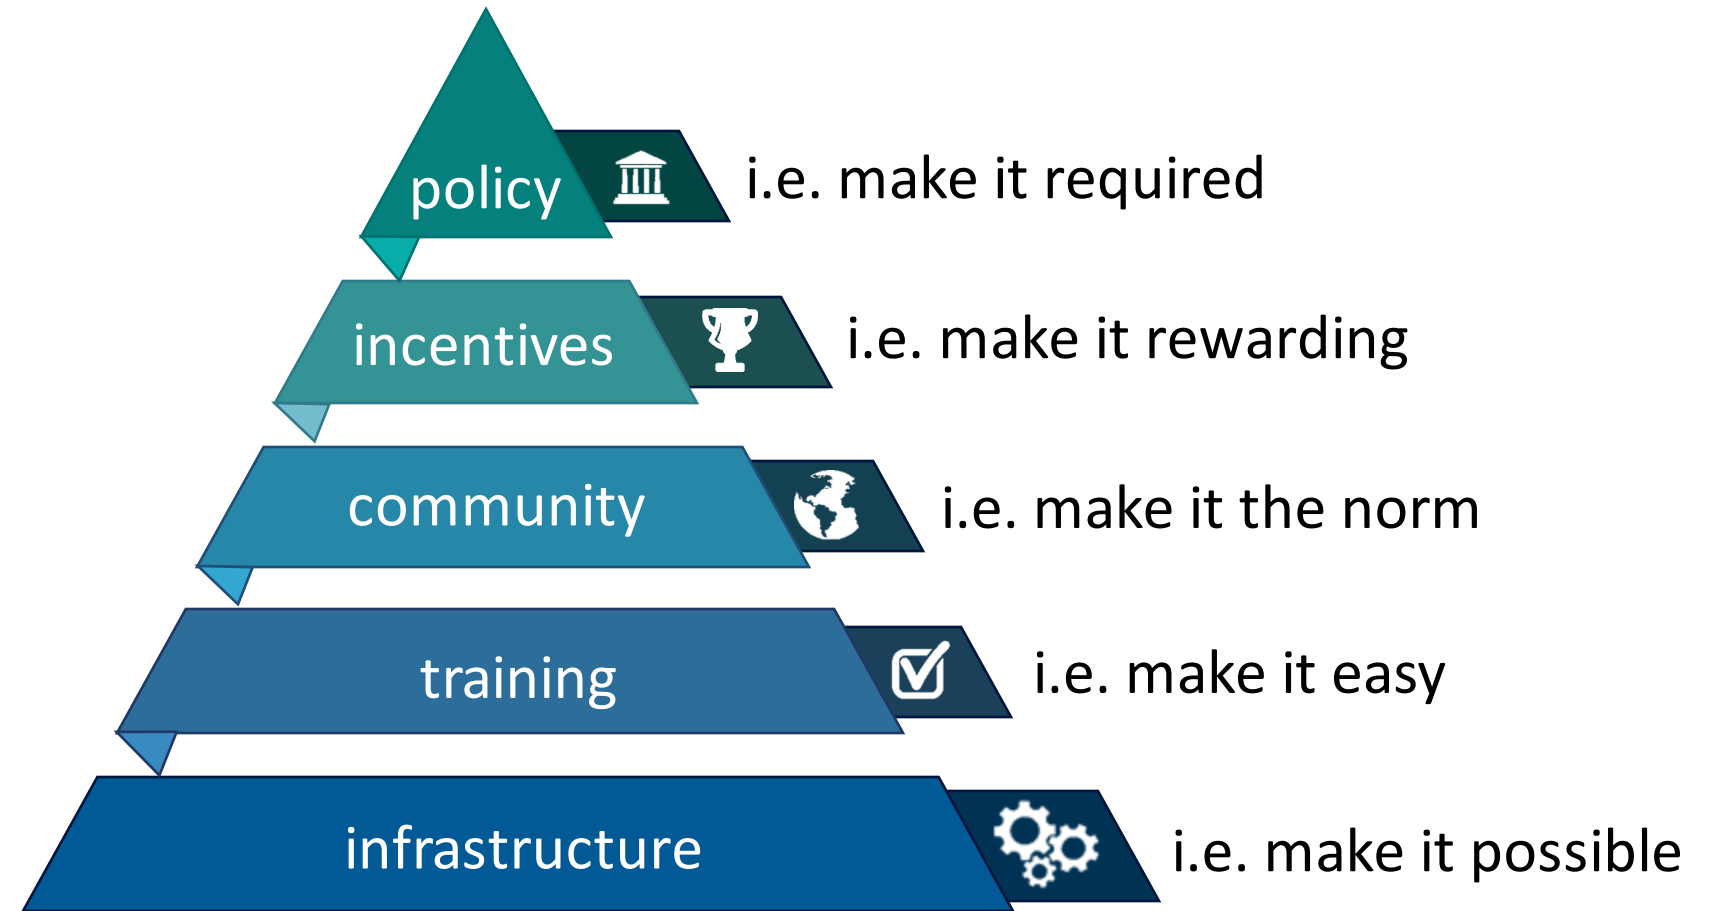 policy i.e. make it required
incentives i.e. make it rewarding
community i.e. make it the norm
training i.e. make it easy
infrastructure i.e. make it possible